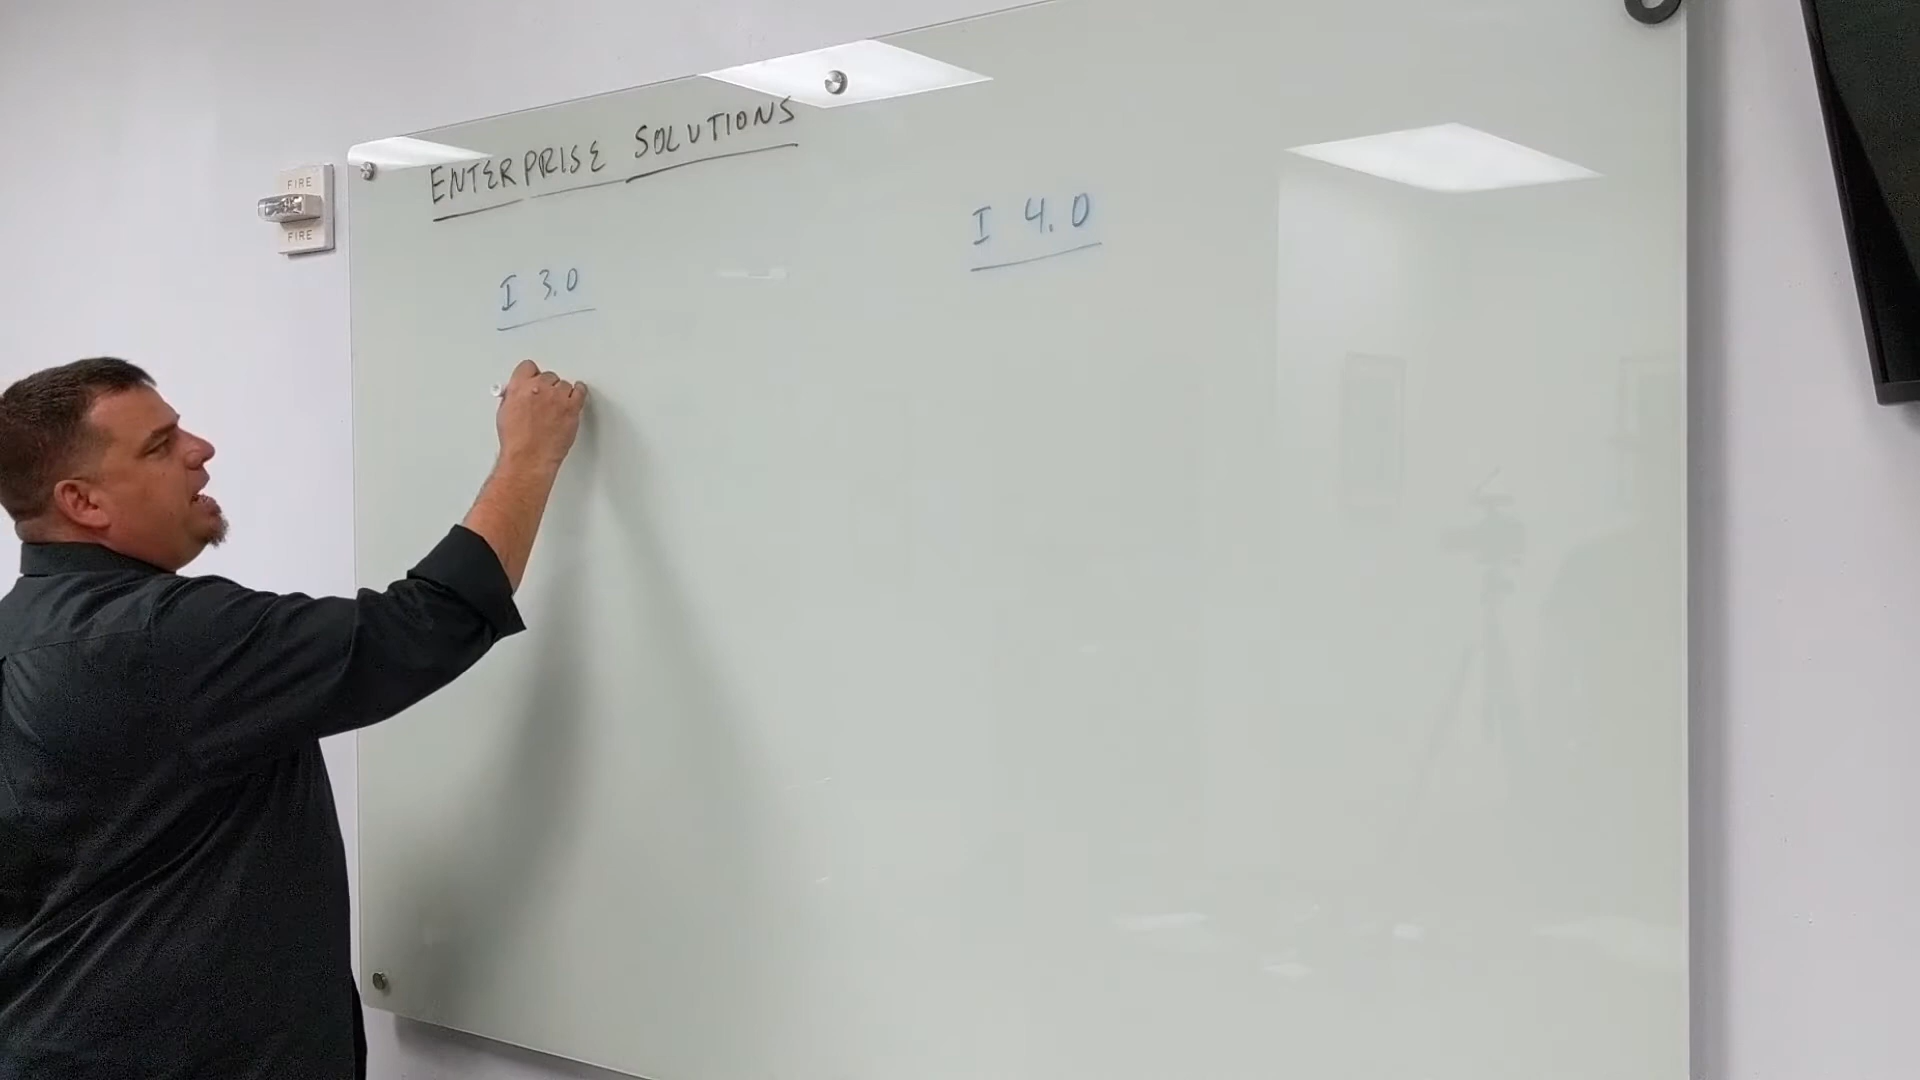 ENTERPRISE SOLUTIONS
I 3.0
I 4.0
FIRE
FIRE